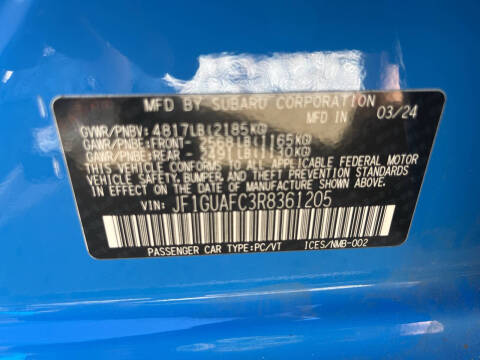 MFD BY SUBARU CORPORATION
MFD IN 03/24
GVWR/PNBV: 4817LB(2185KG)
GAWR/PNBE:FRONT- 2568LB(1165KG)
GAWR/PNBE:REAR - 2491LB(1130KG)
THIS VEHICLE CONFORMS TO ALL APPLICABLE FEDERAL MOTOR
VEHICLE SAFETY,BUMPER,AND THEFT PREVENTION STANDARDS
IN EFFECT ON THE DATE OF MANUFACTURE SHOWN ABOVE.
VIN: JF1GUAFC3R8361205
PASSENGER CAR TYPE:PC/VT ICES/NMB-002